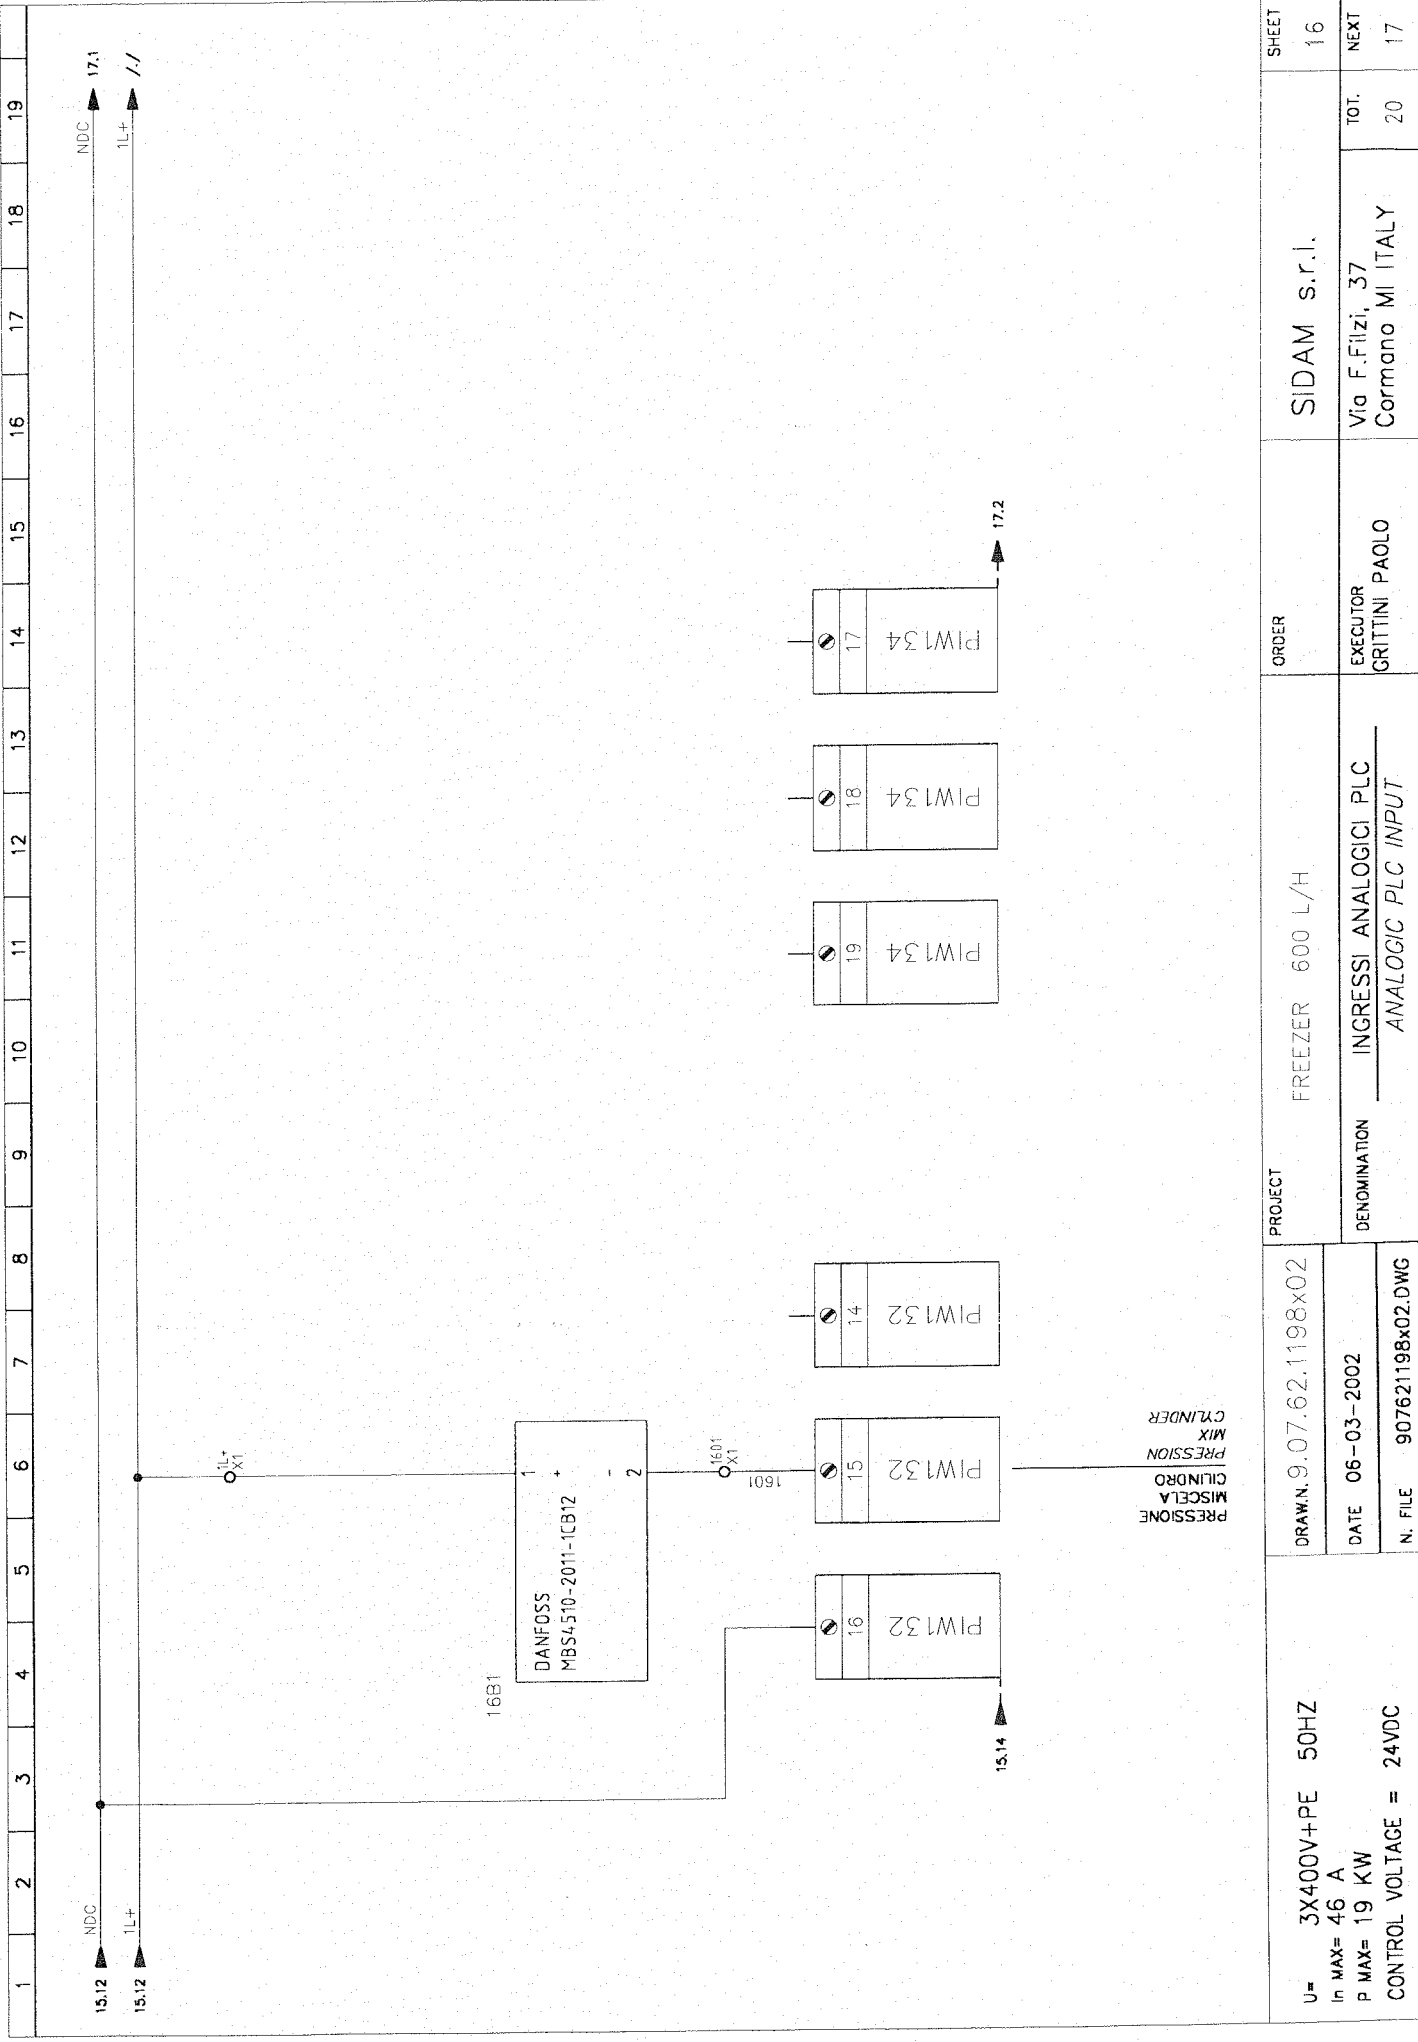 1 2 3 4 5 6 7 8 9 10 11 12 13 14 15 16 17 18 19
15.12 NDC
NDC 17.1
15.12 1L+
1L+ /./
1L+
X1
16B1
DANFOSS
MBS4510-2011-1CB12
1
+
-
2
1601
X1
1601
16
PIW132
15
PIW132
14
PIW132
19
PIW134
18
PIW134
17
PIW134
15.14
17.2
PRESSIONE
MISCELA
CILINDRO
PRESSION
MIX
CYLINDER
U= 3X400V+PE 50HZ
In MAX= 46 A
P MAX= 19 KW
CONTROL VOLTAGE = 24VDC
DRAW.N. 9.07.62.1198x02
DATE 06-03-2002
N. FILE 907621198x02.DWG
PROJECT
FREEZER 600 L/H
DENOMINATION
INGRESSI ANALOGICI PLC
ANALOGIC PLC INPUT
ORDER
EXECUTOR
GRITTINI PAOLO
SIDAM s.r.l.
Via F.Filzi, 37
Cormano MI ITALY
SHEET
16
TOT.
20
NEXT
17